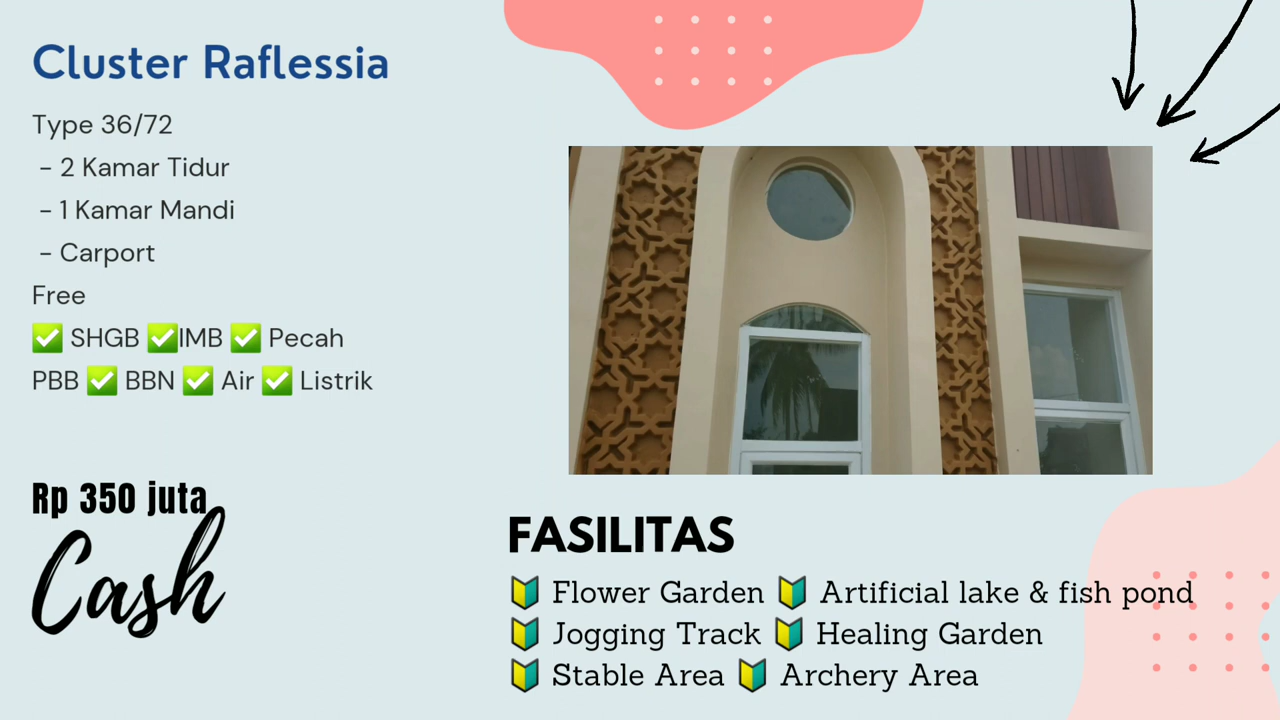 Cluster Raflessia
Type 36/72
- 2 Kamar Tidur
- 1 Kamar Mandi
- Carport
Free
✅ SHGB ✅IMB ✅ Pecah
PBB ✅ BBN ✅ Air ✅ Listrik
Rp 350 juta
Cash
FASILITAS
🔰 Flower Garden 🔰 Artificial lake & fish pond
🔰 Jogging Track 🔰 Healing Garden
🔰 Stable Area 🔰 Archery Area